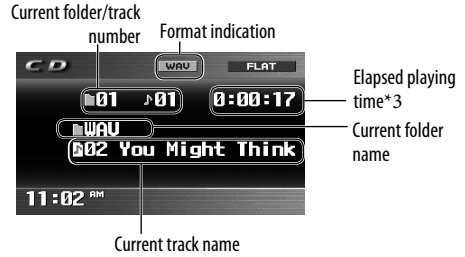 Current folder/track
number
Format indication
CD WAV FLAT
01 01 0:00:17
Elapsed playing
time*3
WAV
Current folder
name
02 You Might Think
11:02 AM
Current track name